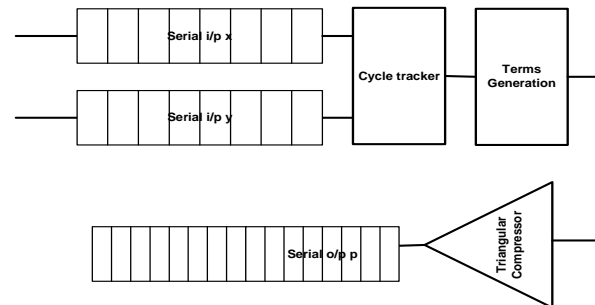 Serial i/p x
Cycle tracker
Terms
Generation
Serial i/p y
Serial o/p p
Triangular
Compressor